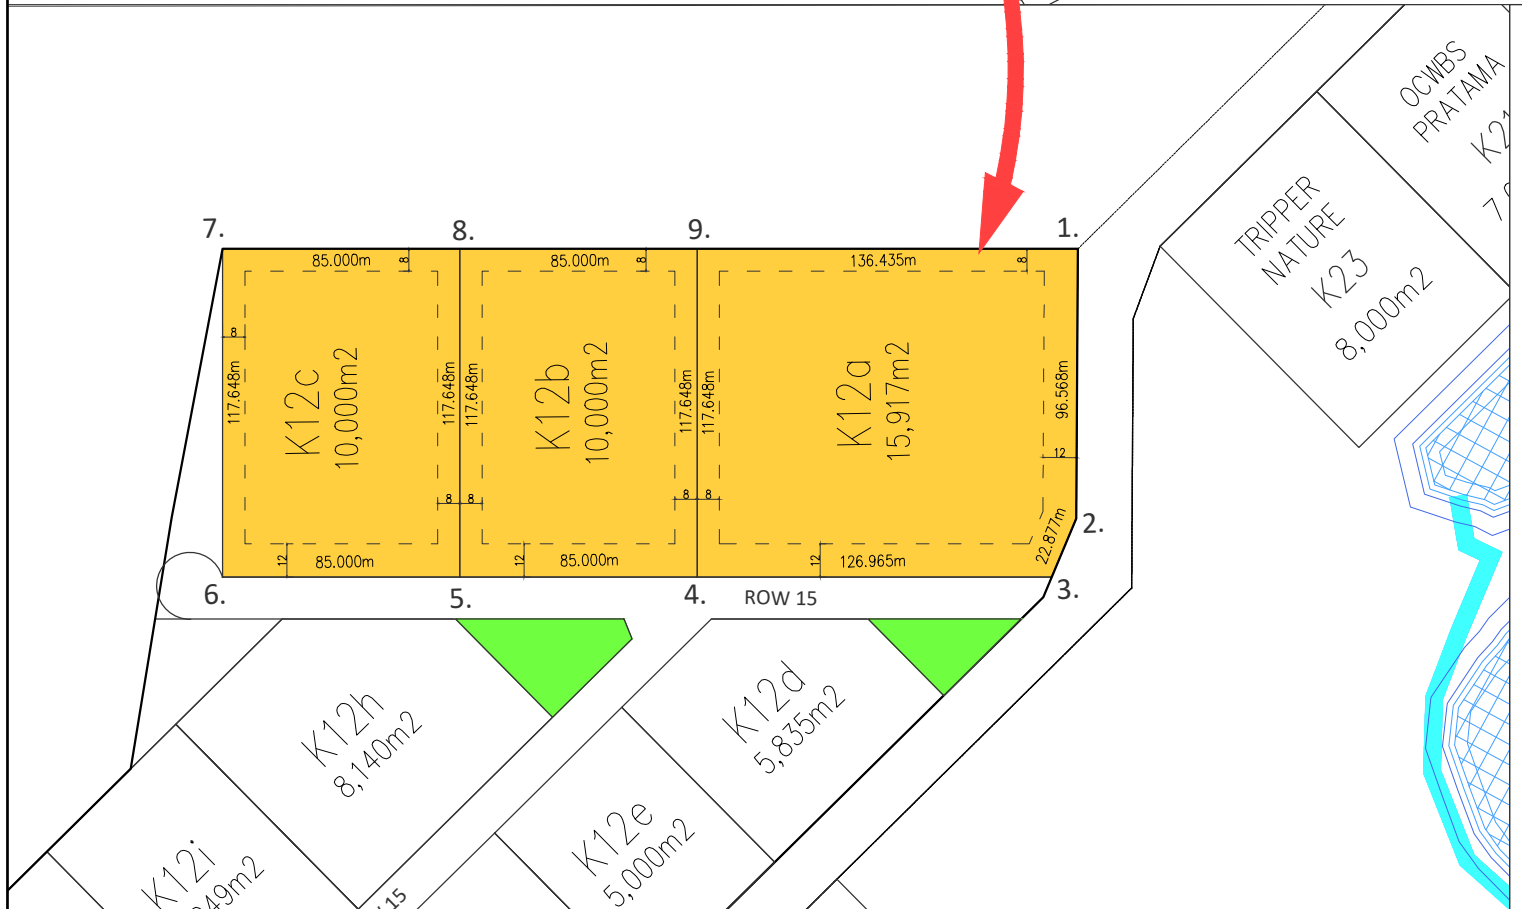 OCWBS
PRATAMA
TRIPPER
NATURE
K23
8,000m2
7.
8.
9.
1.
85.000m
8
85.000m
8
136.435m
8
8
117.648m
K12c
10,000m2
117.648m
117.648m
K12b
10,000m2
117.648m
117.648m
K12a
15,917m2
96.568m
12
8
8
8
8
22.877m
2.
12
85.000m
12
85.000m
12
126.965m
6.
5.
4.
ROW 15
3.
K12h
8,140m2
K12d
5,835m2
K12i
K12e
5,000m2
15